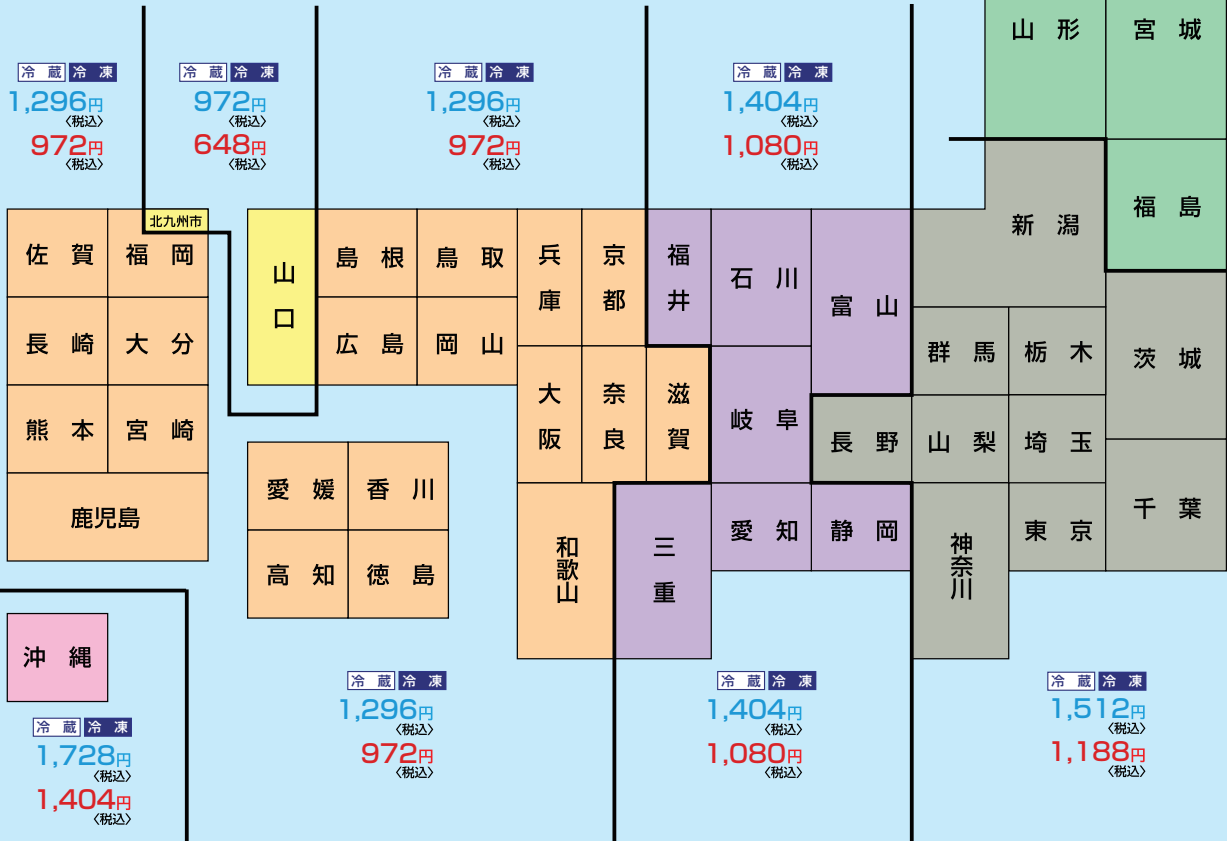 山形
宮城
冷蔵 冷凍
1,296円
〈税込〉
972円
〈税込〉
冷蔵 冷凍
972円
〈税込〉
648円
〈税込〉
冷蔵 冷凍
1,296円
〈税込〉
972円
〈税込〉
冷蔵 冷凍
1,404円
〈税込〉
1,080円
〈税込〉
福島
新潟
北九州市
佐賀
福岡
山口
島根
鳥取
兵庫
京都
福井
石川
富山
長崎
大分
広島
岡山
群馬
栃木
茨城
熊本
宮崎
大阪
奈良
滋賀
岐阜
長野
山梨
埼玉
鹿児島
愛媛
香川
千葉
高知
徳島
和歌山
三重
愛知
静岡
神奈川
東京
沖縄
冷蔵 冷凍
1,728円
〈税込〉
1,404円
〈税込〉
冷蔵 冷凍
1,296円
〈税込〉
972円
〈税込〉
冷蔵 冷凍
1,404円
〈税込〉
1,080円
〈税込〉
冷蔵 冷凍
1,512円
〈税込〉
1,188円
〈税込〉